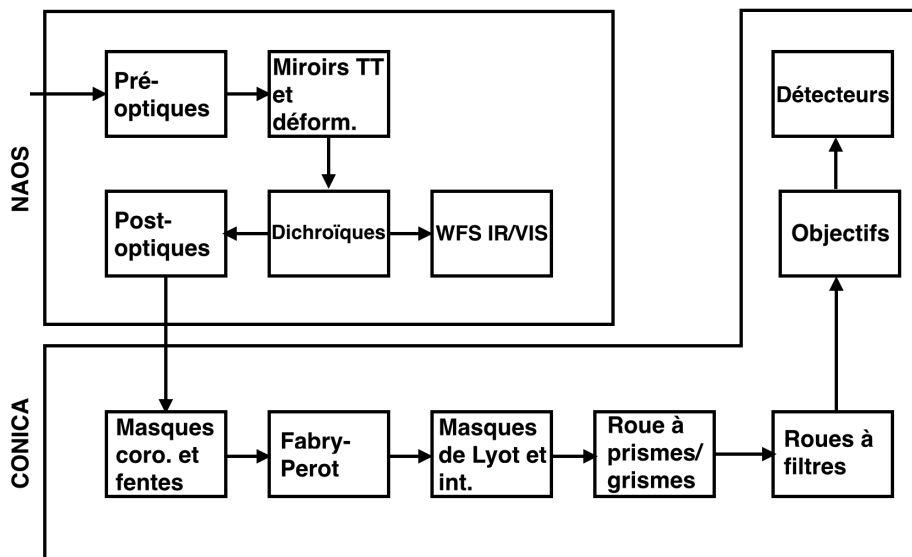 NAOS
Pré-
optiques
Miroirs TT
et
déform.
Post-
optiques
Dichroïques
WFS IR/VIS
Détecteurs
Objectifs
CONICA
Masques
coro. et
fentes
Fabry-
Perot
Masques
de Lyot et
int.
Roue à
prismes/
grismes
Roues à
filtres